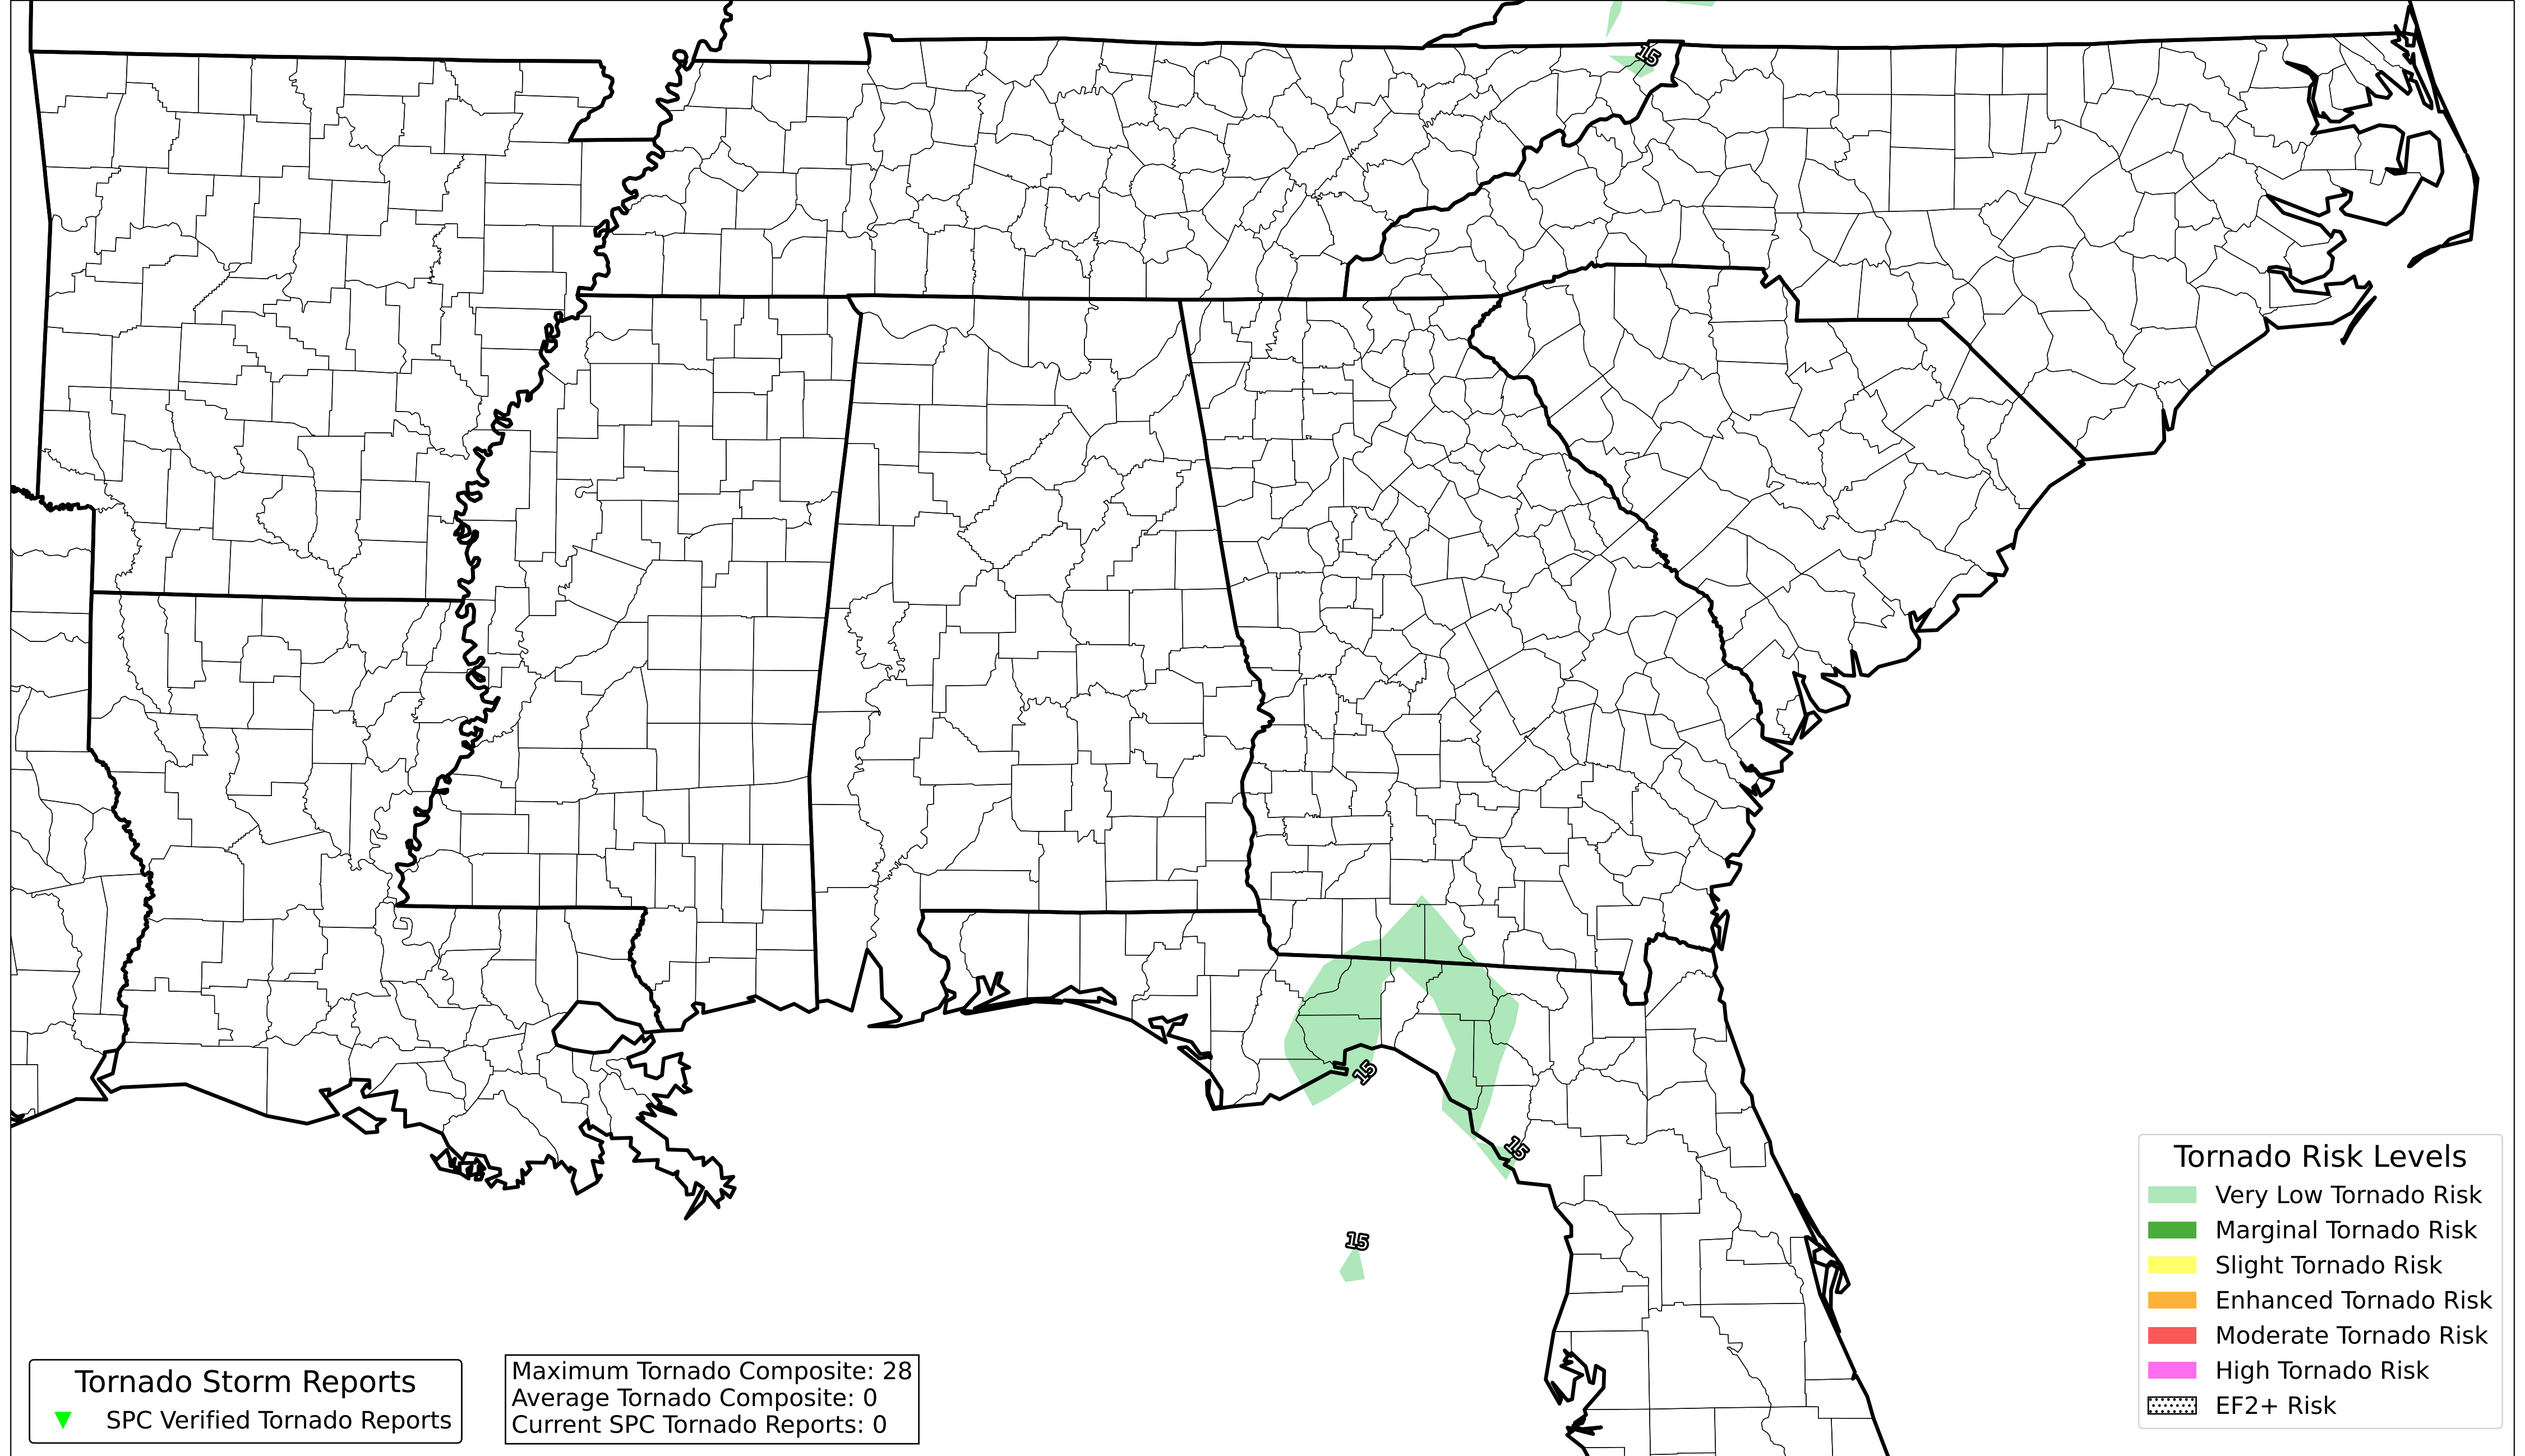 15
15
15
15
Tornado Risk Levels
Very Low Tornado Risk
Marginal Tornado Risk
Slight Tornado Risk
Enhanced Tornado Risk
Moderate Tornado Risk
High Tornado Risk
EF2+ Risk
Tornado Storm Reports
SPC Verified Tornado Reports
Maximum Tornado Composite: 28
Average Tornado Composite: 0
Current SPC Tornado Reports: 0